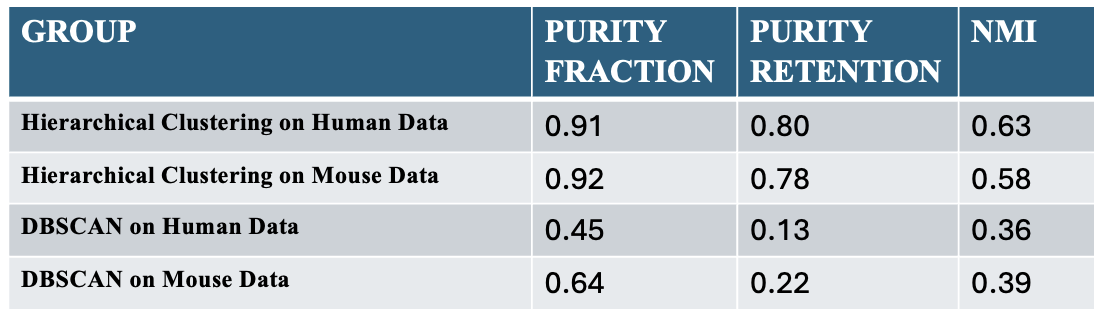 GROUP PURITY FRACTION PURITY RETENTION NMI
Hierarchical Clustering on Human Data 0.91 0.80 0.63
Hierarchical Clustering on Mouse Data 0.92 0.78 0.58
DBSCAN on Human Data 0.45 0.13 0.36
DBSCAN on Mouse Data 0.64 0.22 0.39